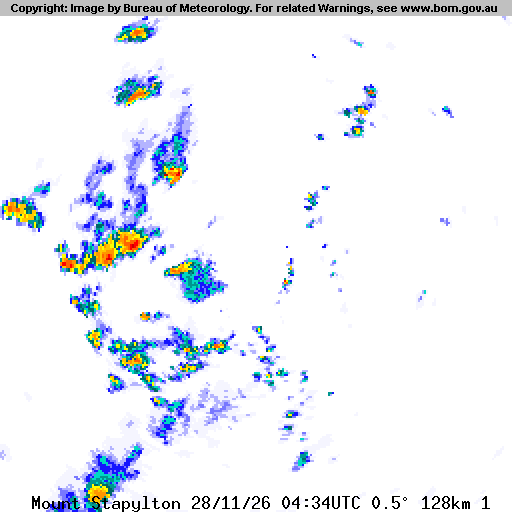 Copyright: Image by Bureau of Meteorology. For related Warnings, see www.bom.gov.au
Mount Stapylton 28/11/26 04:34UTC 0.5° 128km 1